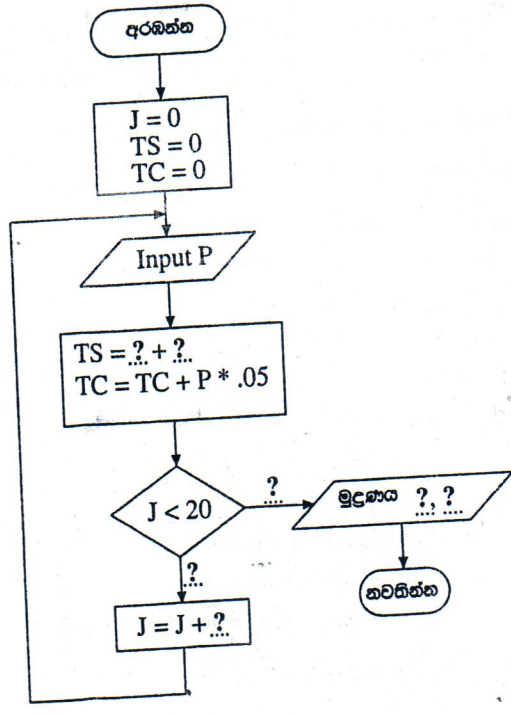 අරඹන්න
J = 0
TS = 0
TC = 0
Input P
TS = ? + ?
TC = TC + P * .05
J < 20
?
මුද්‍රණය ?, ?
?
නවතින්න
J = J + ?